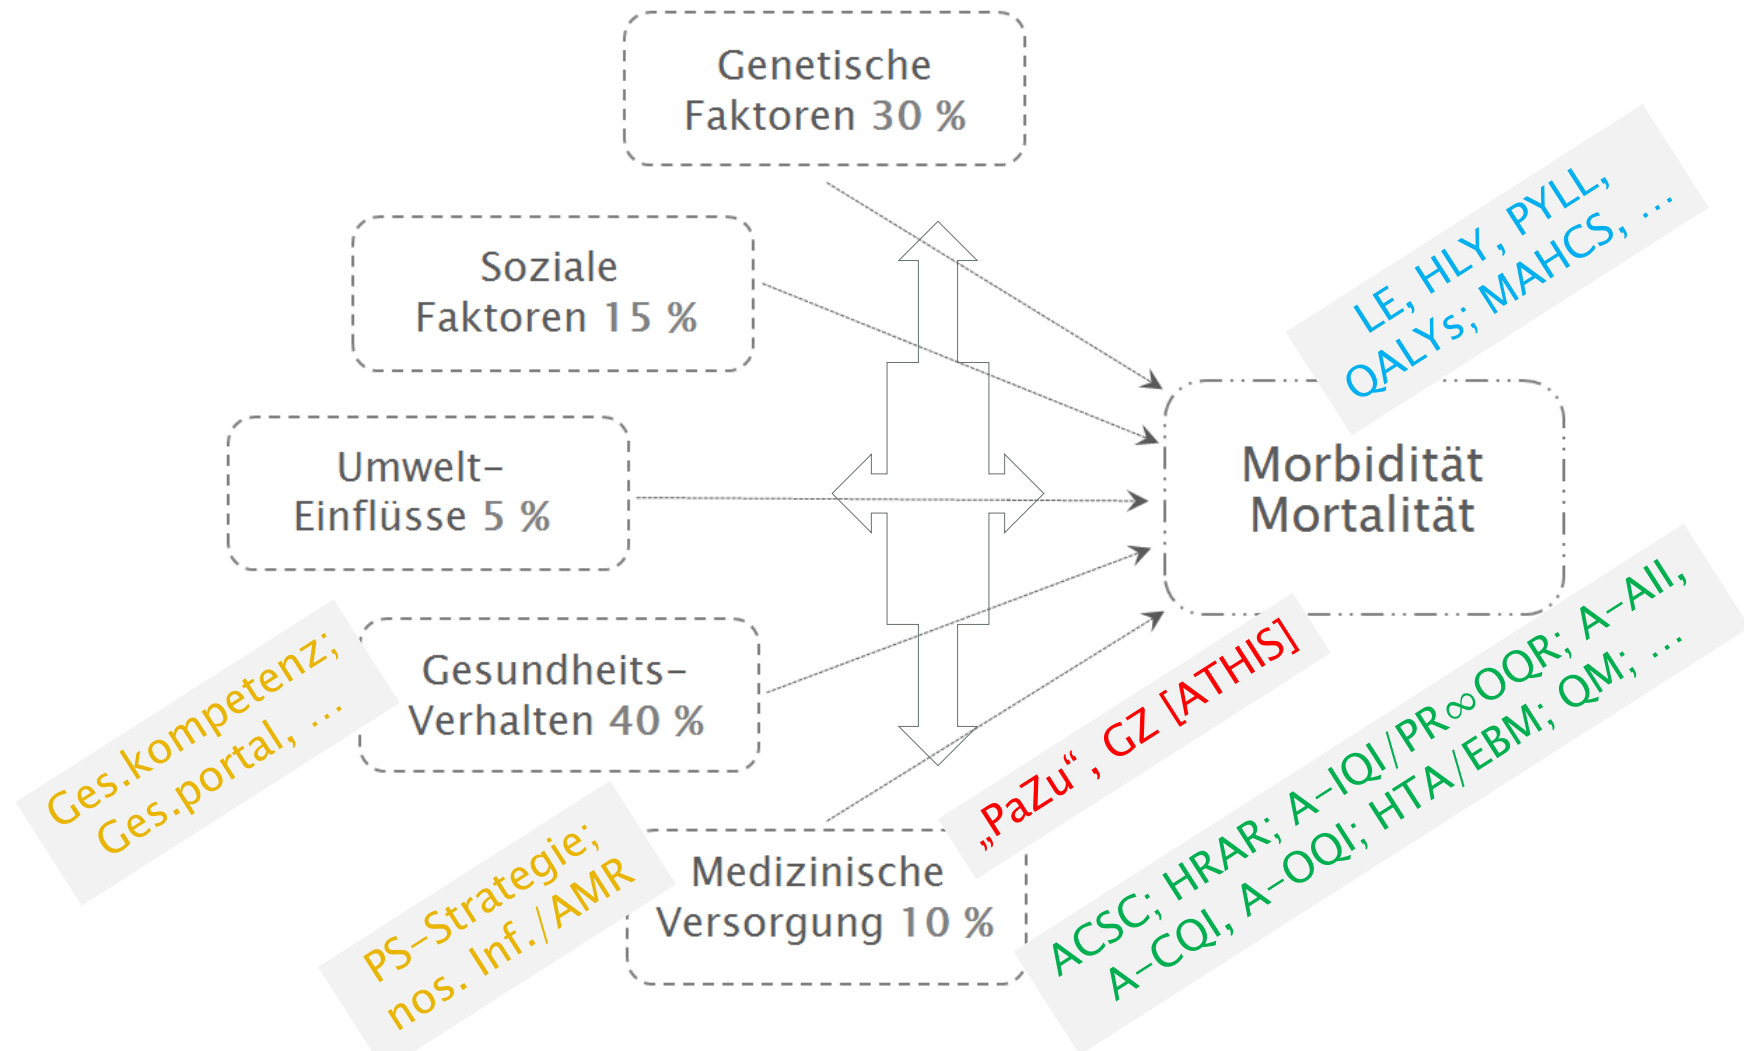 Genetische
Faktoren 30 %
Soziale
Faktoren 15 %
Umwelt-
Einflüsse 5 %
Gesundheits-
Verhalten 40 %
Medizinische
Versorgung 10 %
LE, HLY, PYLL,
QALYs; MAHCS, …
Morbidität
Mortalität
Ges.kompetenz;
Ges.portal, …
PS-Strategie;
nos. Inf./AMR
„PaZu“, GZ [ATHIS]
ACSC; HRAR; A-IQI/PR∞OQR; A-AII,
A-CQI, A-OQI; HTA/EBM; QM; …